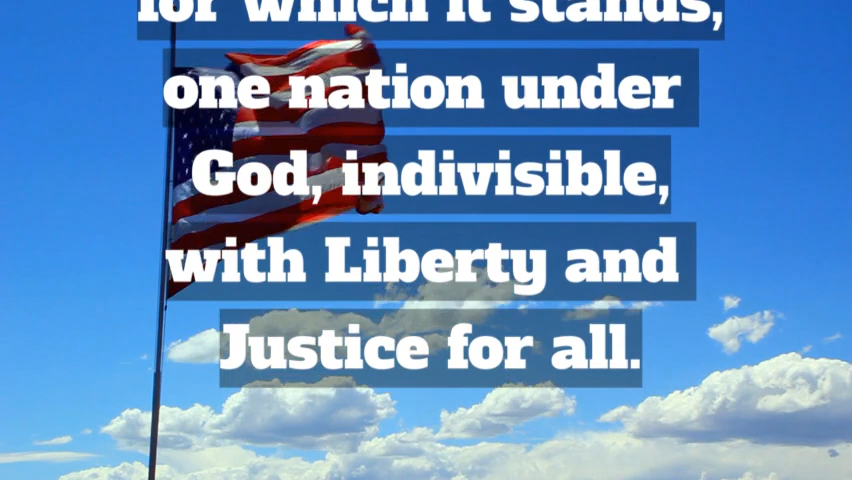 for which it stands,
one nation under
God, indivisible,
with Liberty and
Justice for all.